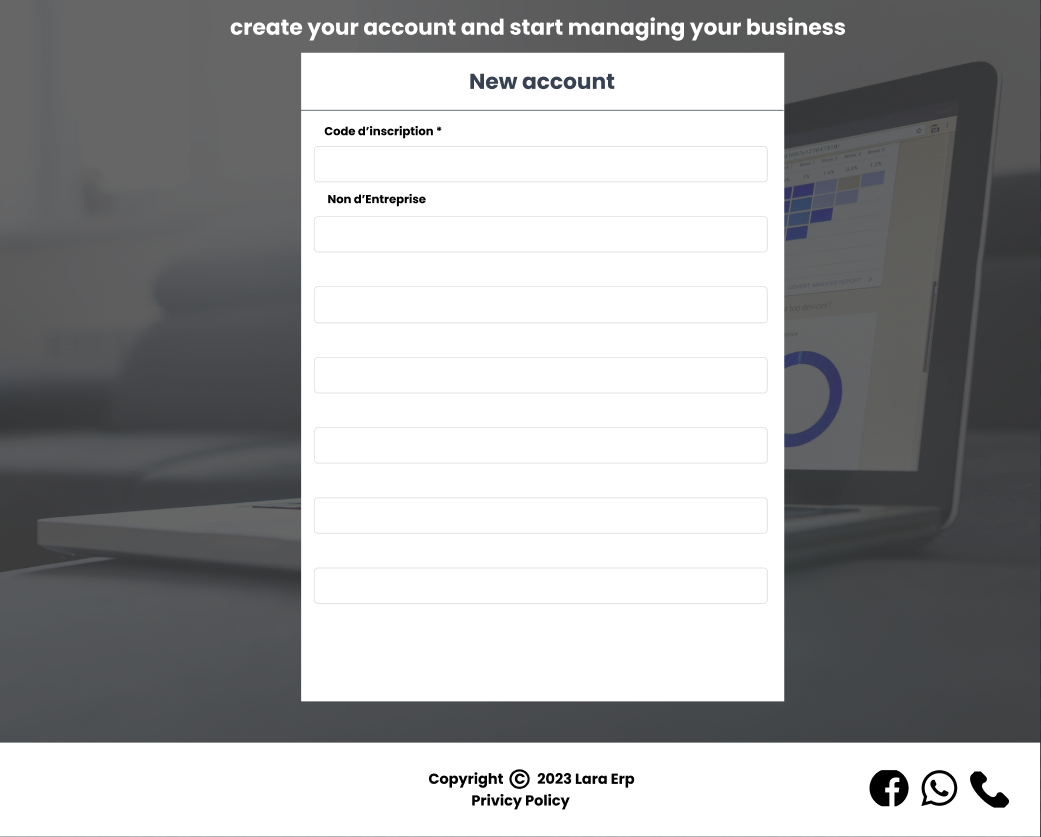 create your account and start managing your business
New account
Code d’inscription *
Non d’Entreprise
Copyright © 2023 Lara Erp
Privicy Policy